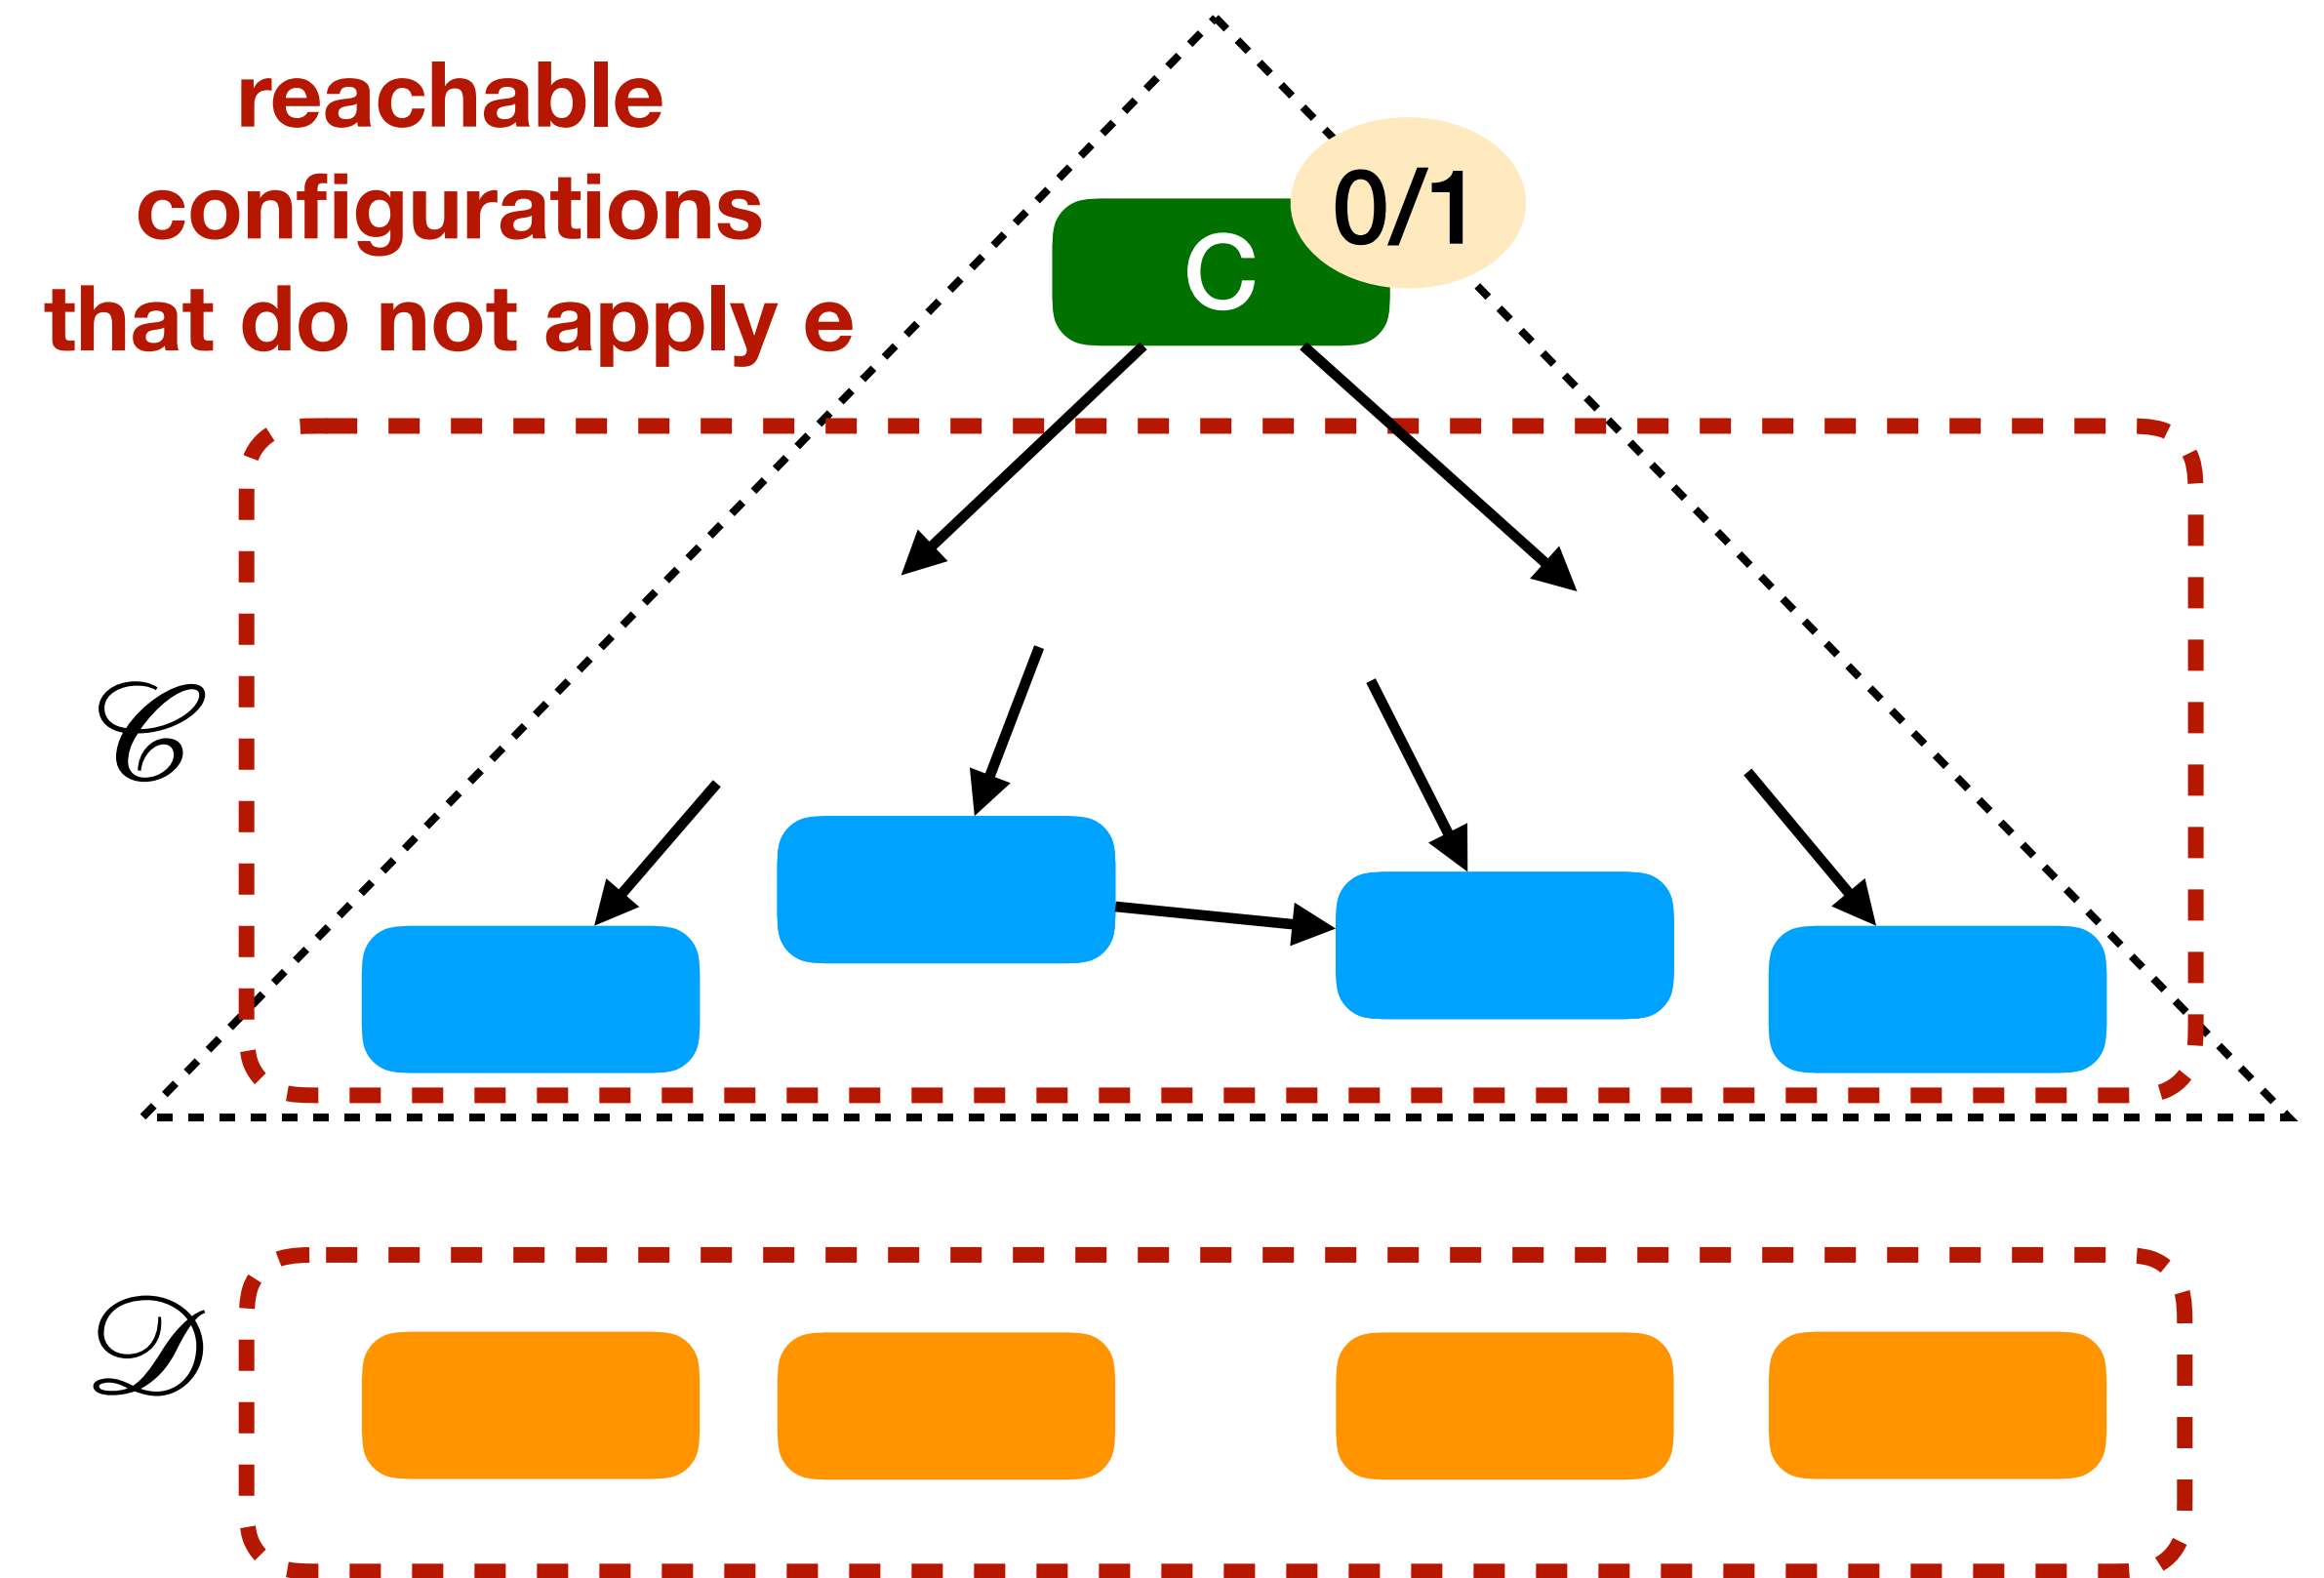 reachable
configurations
that do not apply e
0/1
C
𝒞
𝒟